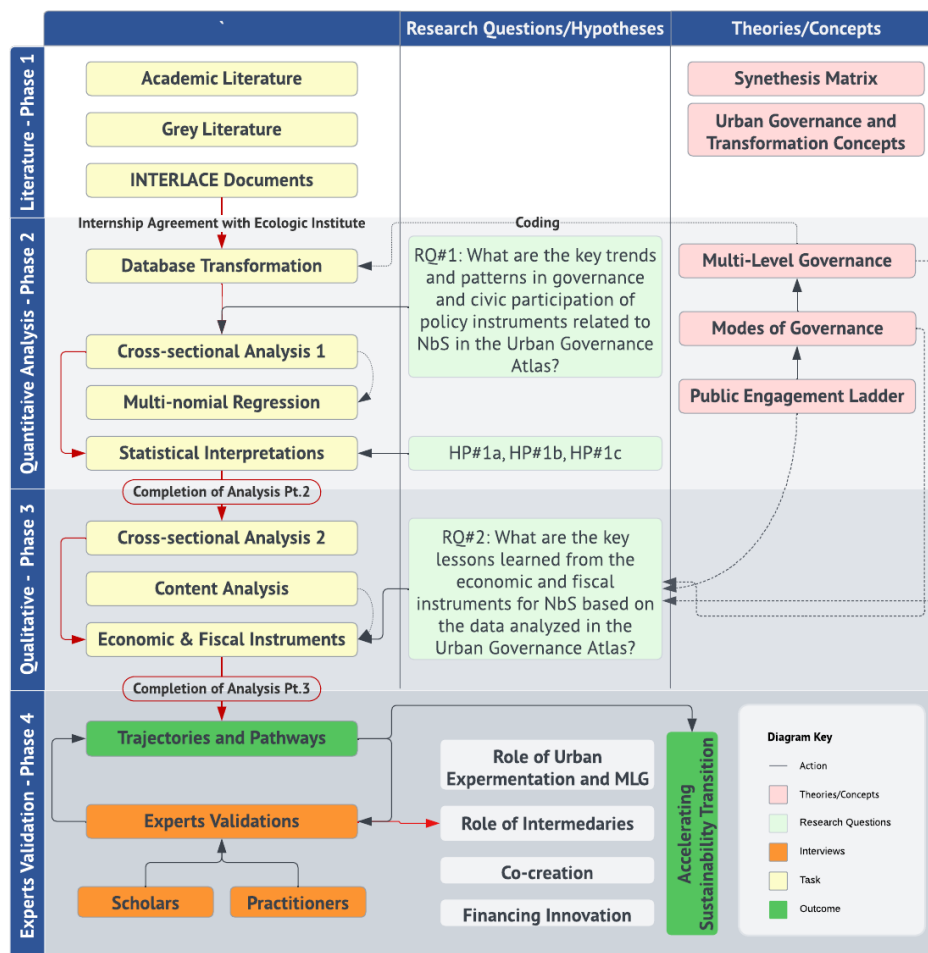 `
Research Questions/Hypotheses
Theories/Concepts
Literature - Phase 1
Academic Literature
Grey Literature
INTERLACE Documents
Synethesis Matrix
Urban Governance and
Transformation Concepts
Internship Agreement with Ecologic Institute
Coding
Quantitaive Analysis - Phase 2
Database Transformation
Cross-sectional Analysis 1
Multi-nomial Regression
Statistical Interpretations
RQ#1: What are the key trends
and patterns in governance
and civic participation of
policy instruments related to
NbS in the Urban Governance
Atlas?
HP#1a, HP#1b, HP#1c
Multi-Level Governance
Modes of Governance
Public Engagement Ladder
Completion of Analysis Pt.2
Qualitative - Phase 3
Cross-sectional Analysis 2
Content Analysis
Economic & Fiscal Instruments
RQ#2: What are the key
lessons learned from the
economic and fiscal
instruments for NbS based on
the data analyzed in the
Urban Governance Atlas?
Completion of Analysis Pt.3
Experts Validation - Phase 4
Trajectories and Pathways
Experts Validations
Scholars
Practitioners
Role of Urban
Expermentation and MLG
Role of Intermedaries
Co-creation
Financing Innovation
Accelerating
Sustainability Transition
Diagram Key
Action
Theories/Concepts
Research Questions
Interviews
Task
Outcome